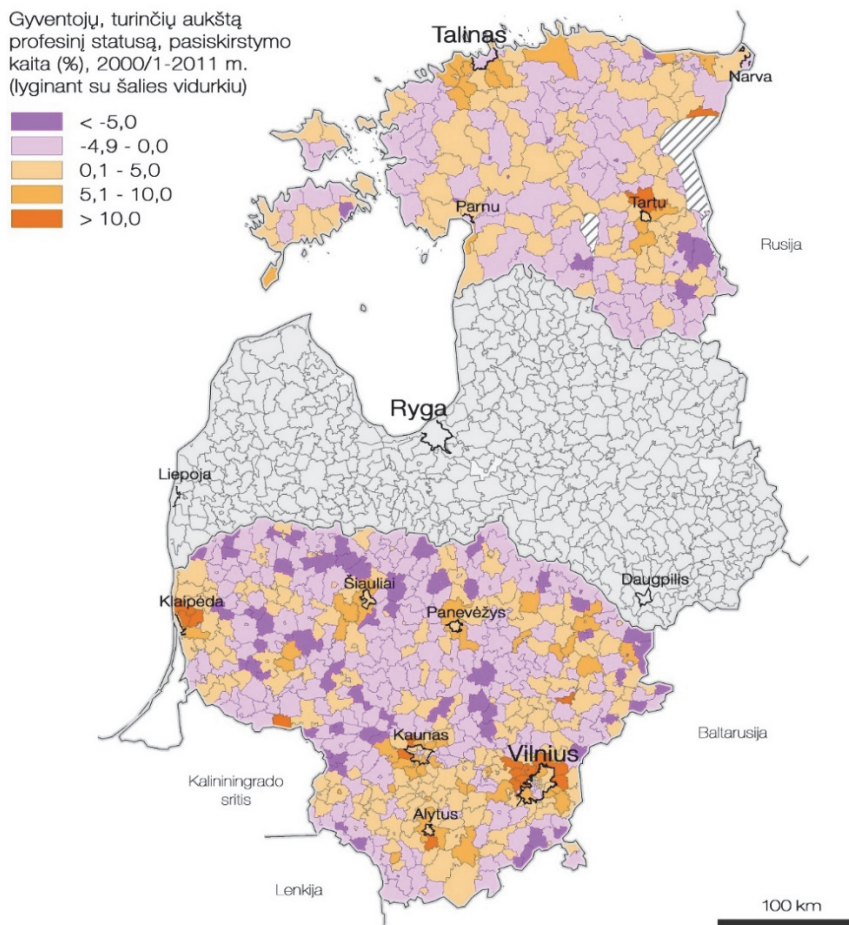 Gyventojų, turinčių aukštą
profesinį statusą, pasiskirstymo
kaita (%), 2000/1-2011 m.
(lyginant su šalies vidurkiu)
< -5,0
-4,9 - 0,0
0,1 - 5,0
5,1 - 10,0
> 10,0
Talinas
Narva
Parnu
Tartu
Rusija
Ryga
Liepoja
Daugpilis
Šiauliai
Klaipėda
Panevėžys
Baltarusija
Kaunas
Vilnius
Kalininingrado
sritis
Alytus
Lenkija
100 km